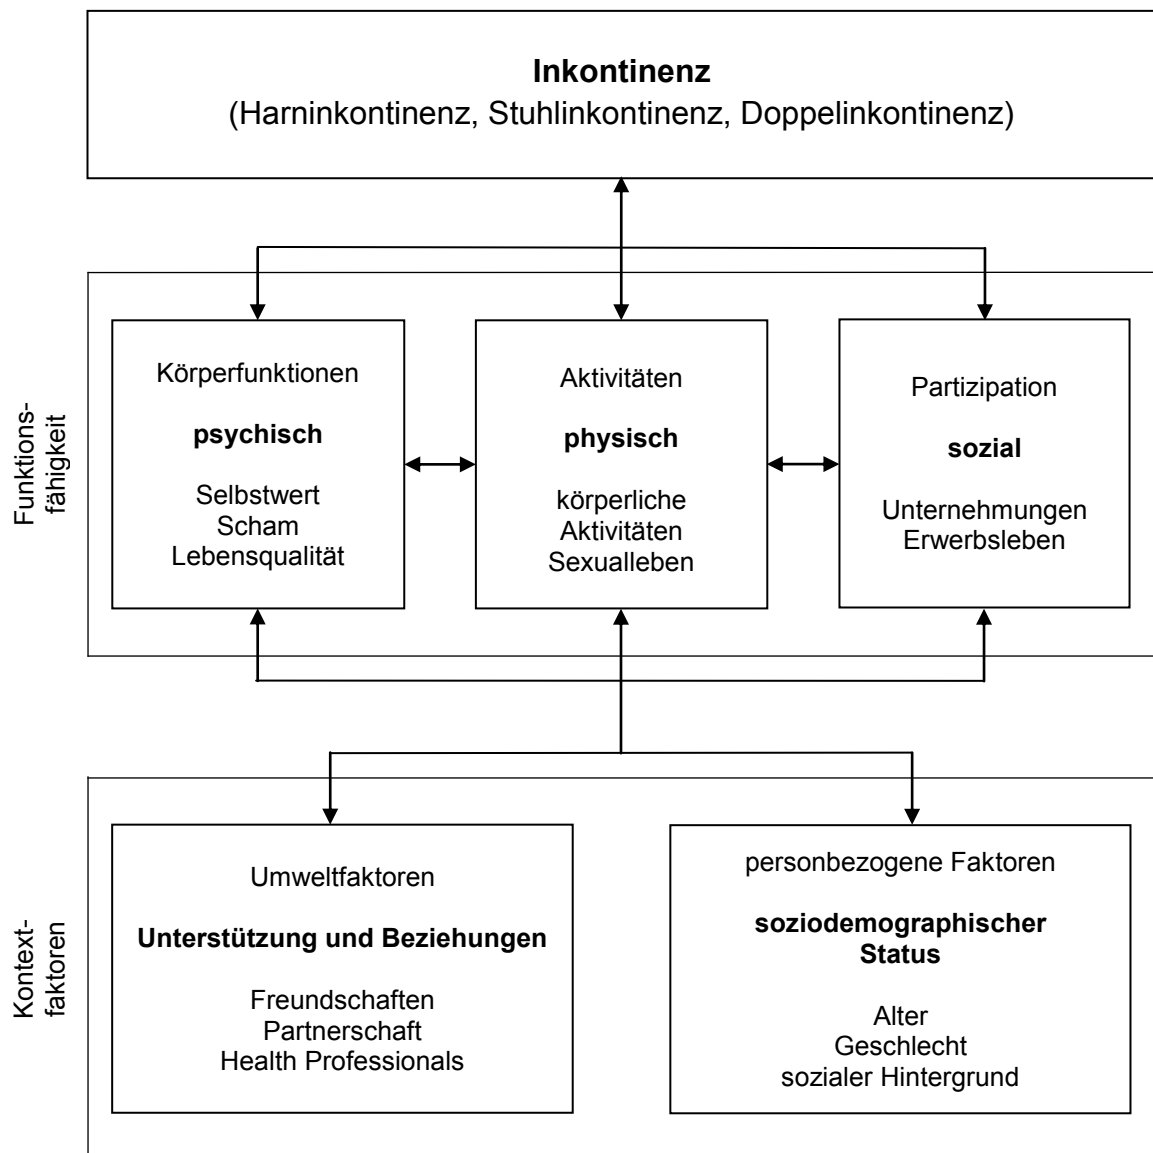 Inkontinenz
(Harninkontinenz, Stuhlinkontinenz, Doppelinkontinenz)
Funktions-
fähigkeit
Körperfunktionen
psychisch
Selbstwert
Scham
Lebensqualität
Aktivitäten
physisch
körperliche
Aktivitäten
Sexualleben
Partizipation
sozial
Unternehmungen
Erwerbsleben
Kontext-
faktoren
Umweltfaktoren
Unterstützung und Beziehungen
Freundschaften
Partnerschaft
Health Professionals
personbezogene Faktoren
soziodemographischer
Status
Alter
Geschlecht
sozialer Hintergrund